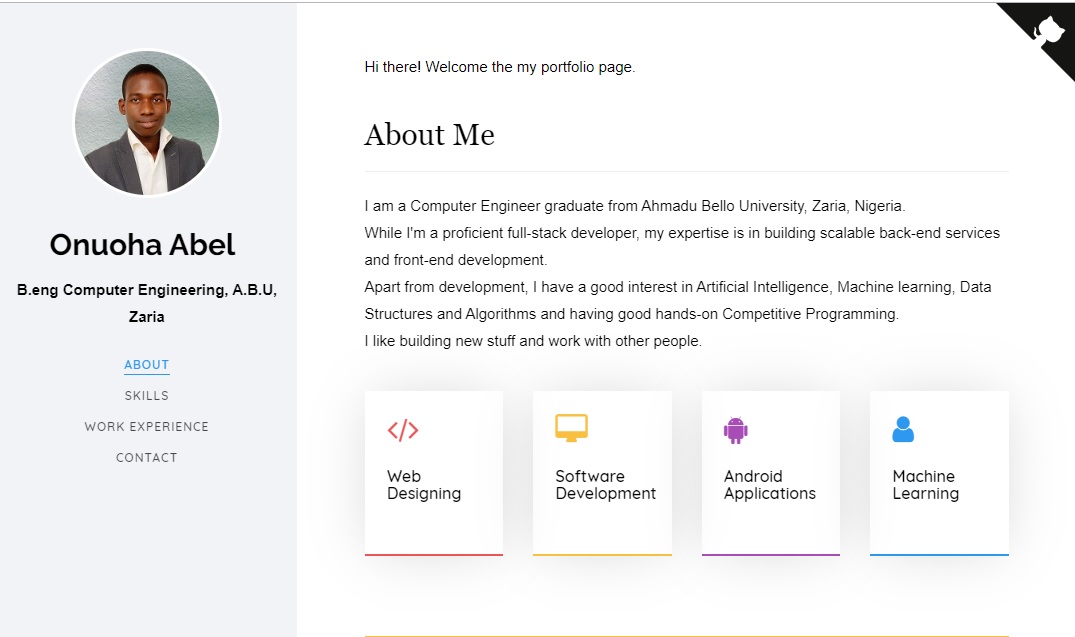 Onuoha Abel
B.eng Computer Engineering, A.B.U,
Zaria
ABOUT
SKILLS
WORK EXPERIENCE
CONTACT
Hi there! Welcome the my portfolio page.
About Me
I am a Computer Engineer graduate from Ahmadu Bello University, Zaria, Nigeria.
While I'm a proficient full-stack developer, my expertise is in building scalable back-end services
and front-end development.
Apart from development, I have a good interest in Artificial Intelligence, Machine learning, Data
Structures and Algorithms and having good hands-on Competitive Programming.
I like building new stuff and work with other people.
Web
Designing
Software
Development
Android
Applications
Machine
Learning